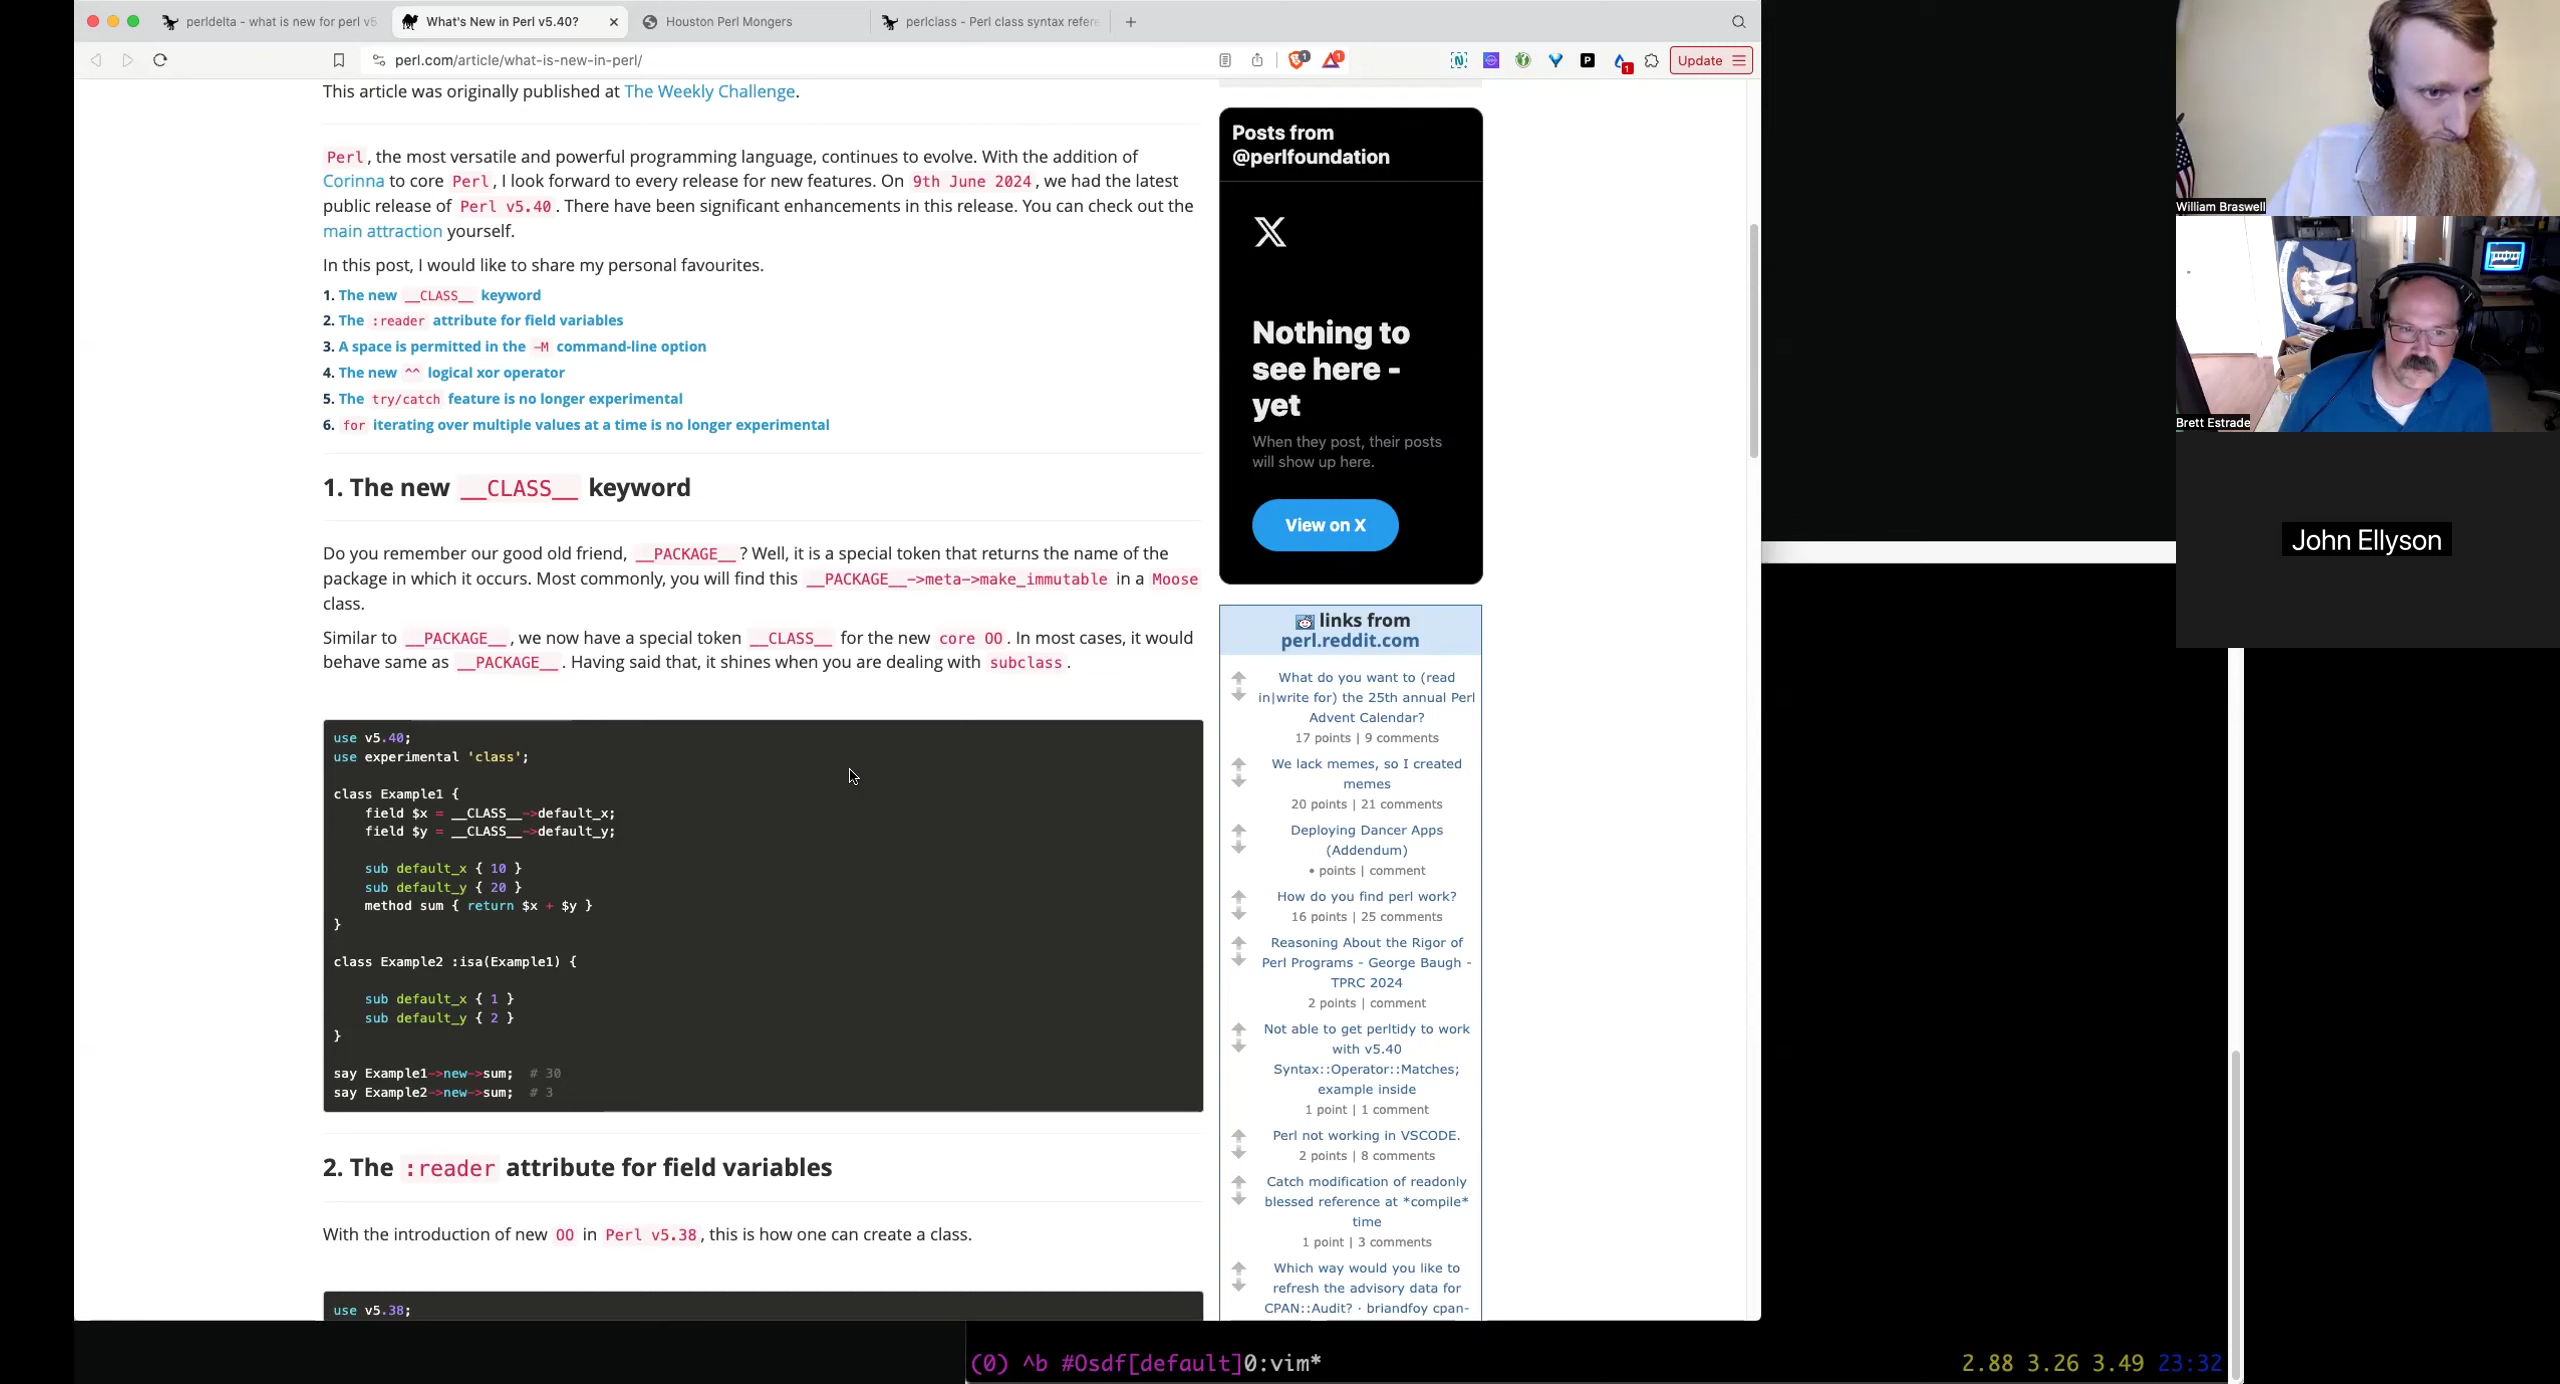 perldelta - what is new for perl v5
What's New in Perl v5.40?
Houston Perl Mongers
perlclass - Perl class syntax refere
perl.com/article/what-is-new-in-perl/
Update
This article was originally published at The Weekly Challenge.
Perl, the most versatile and powerful programming language, continues to evolve. With the addition of
Corinna to core Perl, I look forward to every release for new features. On 9th June 2024, we had the latest
public release of Perl v5.40. There have been significant enhancements in this release. You can check out the
main attraction yourself.
In this post, I would like to share my personal favourites.
1. The new __CLASS__ keyword
2. The :reader attribute for field variables
3. A space is permitted in the -M command-line option
4. The new ^^ logical xor operator
5. The try/catch feature is no longer experimental
6. for iterating over multiple values at a time is no longer experimental
1. The new __CLASS__ keyword
Do you remember our good old friend, __PACKAGE__? Well, it is a special token that returns the name of the
package in which it occurs. Most commonly, you will find this __PACKAGE__->meta->make_immutable in a Moose
class.
Similar to __PACKAGE__, we now have a special token __CLASS__ for the new core OO. In most cases, it would
behave same as __PACKAGE__. Having said that, it shines when you are dealing with subclass.
use v5.40;
use experimental 'class';
class Example1 {
field $x = __CLASS__->default_x;
field $y = __CLASS__->default_y;
sub default_x { 10 }
sub default_y { 20 }
method sum { return $x + $y }
}
class Example2 :isa(Example1) {
sub default_x { 1 }
sub default_y { 2 }
}
say Example1->new->sum;  # 30
say Example2->new->sum;  # 3
2. The :reader attribute for field variables
With the introduction of new OO in Perl v5.38, this is how one can create a class.
use v5.38;
Posts from
@perlfoundation
Nothing to
see here -
yet
When they post, their posts
will show up here.
View on X
links from
perl.reddit.com
What do you want to (read
in|write for) the 25th annual Perl
Advent Calendar?
17 points | 9 comments
We lack memes, so I created
memes
20 points | 21 comments
Deploying Dancer Apps
(Addendum)
• points | comment
How do you find perl work?
16 points | 25 comments
Reasoning About the Rigor of
Perl Programs - George Baugh -
TPRC 2024
2 points | comment
Not able to get perltidy to work
with v5.40
Syntax::Operator::Matches;
example inside
1 point | 1 comment
Perl not working in VSCODE.
2 points | 8 comments
Catch modification of readonly
blessed reference at *compile*
time
1 point | 3 comments
Which way would you like to
refresh the advisory data for
CPAN::Audit? · briandfoy cpan-
William Braswell
Brett Estrade
John Ellyson
(0) ^b #Osdf[default]0:vim*
2.88 3.26 3.49 23:32